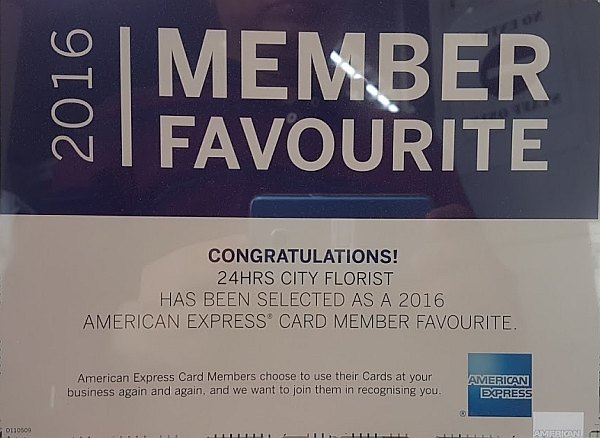 2016
MEMBER
FAVOURITE
CONGRATULATIONS!
24HRS CITY FLORIST
HAS BEEN SELECTED AS A 2016
AMERICAN EXPRESS® CARD MEMBER FAVOURITE.
American Express Card Members choose to use their Cards at your
business again and again, and we want to join them in recognising you.
AMERICAN
EXPRESS
®
0110509
AMERICAN